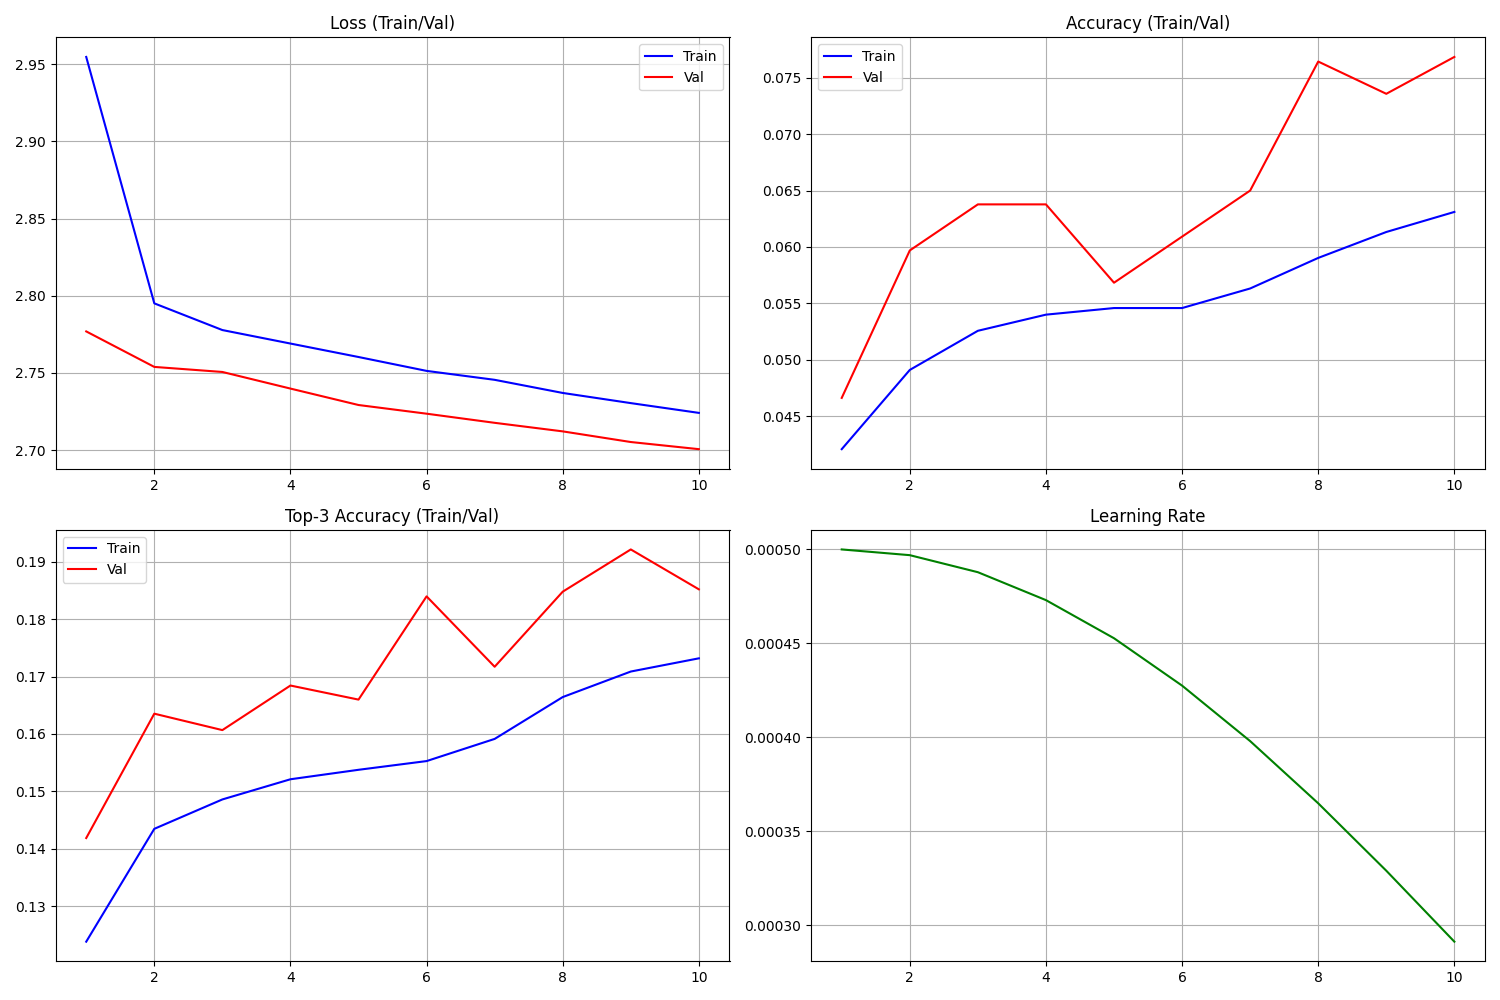 Loss (Train/Val)
Train
Val
2.95
2.90
2.85
2.80
2.75
2.70
2 4 6 8 10
Accuracy (Train/Val)
Train
Val
0.075
0.070
0.065
0.060
0.055
0.050
0.045
2 4 6 8 10
Top-3 Accuracy (Train/Val)
Train
Val
0.19
0.18
0.17
0.16
0.15
0.14
0.13
2 4 6 8 10
Learning Rate
0.00050
0.00045
0.00040
0.00035
0.00030
2 4 6 8 10